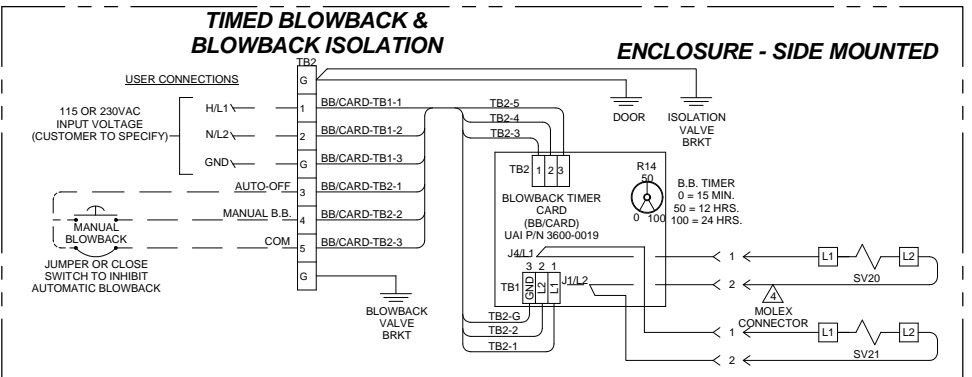 TIMED BLOWBACK &
BLOWBACK ISOLATION
ENCLOSURE - SIDE MOUNTED
USER CONNECTIONS
TB2
G
115 OR 230VAC
INPUT VOLTAGE
(CUSTOMER TO SPECIFY)
H/L1
1
BB/CARD-TB1-1
N/L2
2
BB/CARD-TB1-2
GND
G
BB/CARD-TB1-3
AUTO-OFF
3
BB/CARD-TB2-1
MANUAL B.B.
4
BB/CARD-TB2-2
COM
5
BB/CARD-TB2-3
G
MANUAL
BLOWBACK
JUMPER OR CLOSE
SWITCH TO INHIBIT
AUTOMATIC BLOWBACK
BLOWBACK
VALVE
BRKT
TB2-5
TB2-4
TB2-3
DOOR
ISOLATION
VALVE
BRKT
TB2 1 2 3
BLOWBACK TIMER
CARD
(BB/CARD)
UAI P/N 3600-0019
R14
50
0 100
B.B. TIMER
0 = 15 MIN.
50 = 12 HRS.
100 = 24 HRS.
J4/L1
3 2 1
TB1 GND L2 L1
J1/L2
TB2-G
TB2-2
TB2-1
1
L1
L2
SV20
2
4
MOLEX
CONNECTOR
1
L1
L2
SV21
2